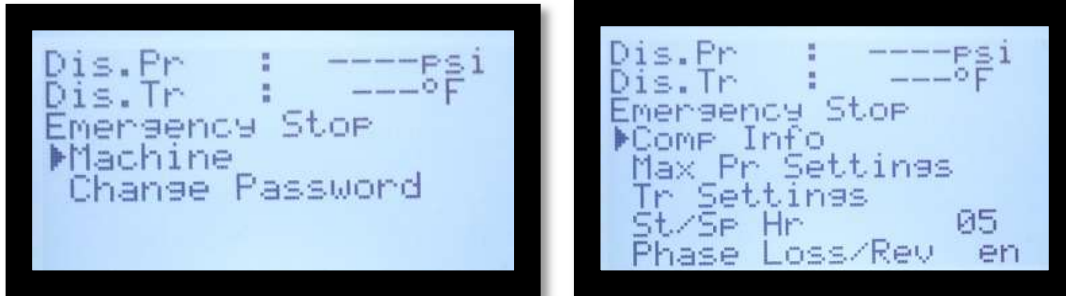 Dis.Pr : ----psi
Dis.Tr : ---°F
Emergency Stop
Machine
Change Password
Dis.Pr : ----psi
Dis.Tr : ---°F
Emergency Stop
Comp Info
Max Pr Settings
Tr Settings
St/Sp Hr 05
Phase Loss/Rev en